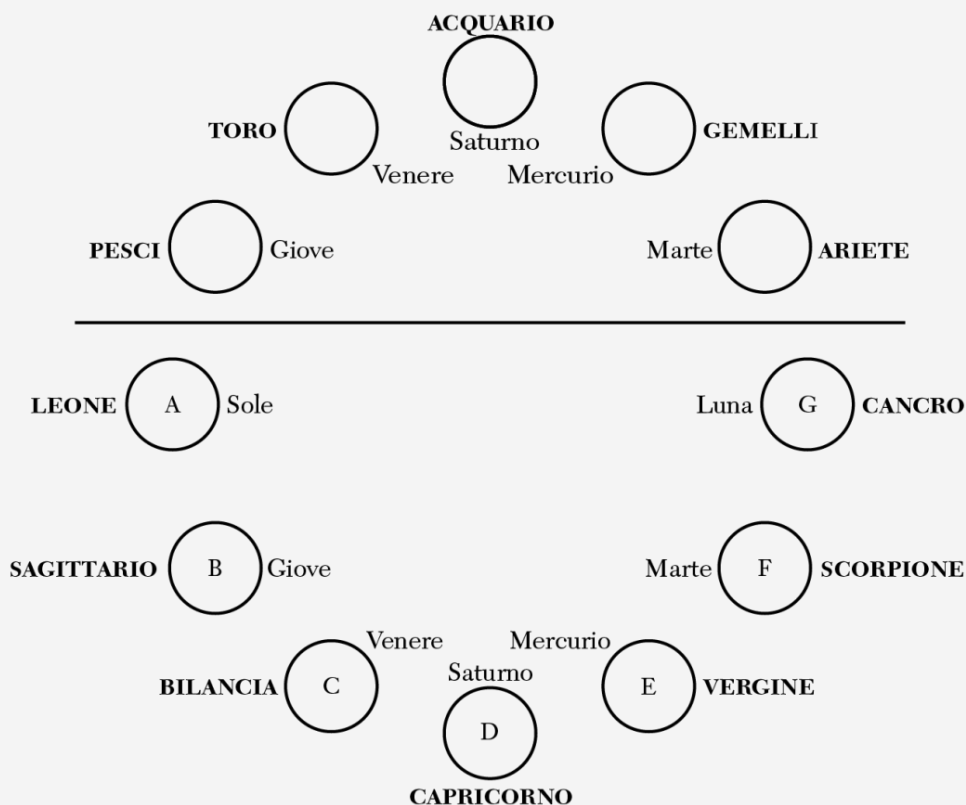 ACQUARIO
TORO
GEMELLI
Saturno
Venere
Mercurio
PESCI
Giove
Marte
ARIETE
LEONE
A
Sole
Luna
G
CANCRO
SAGITTARIO
B
Giove
Marte
F
SCORPIONE
Venere
Mercurio
Saturno
BILANCIA
C
E
VERGINE
D
CAPRICORNO